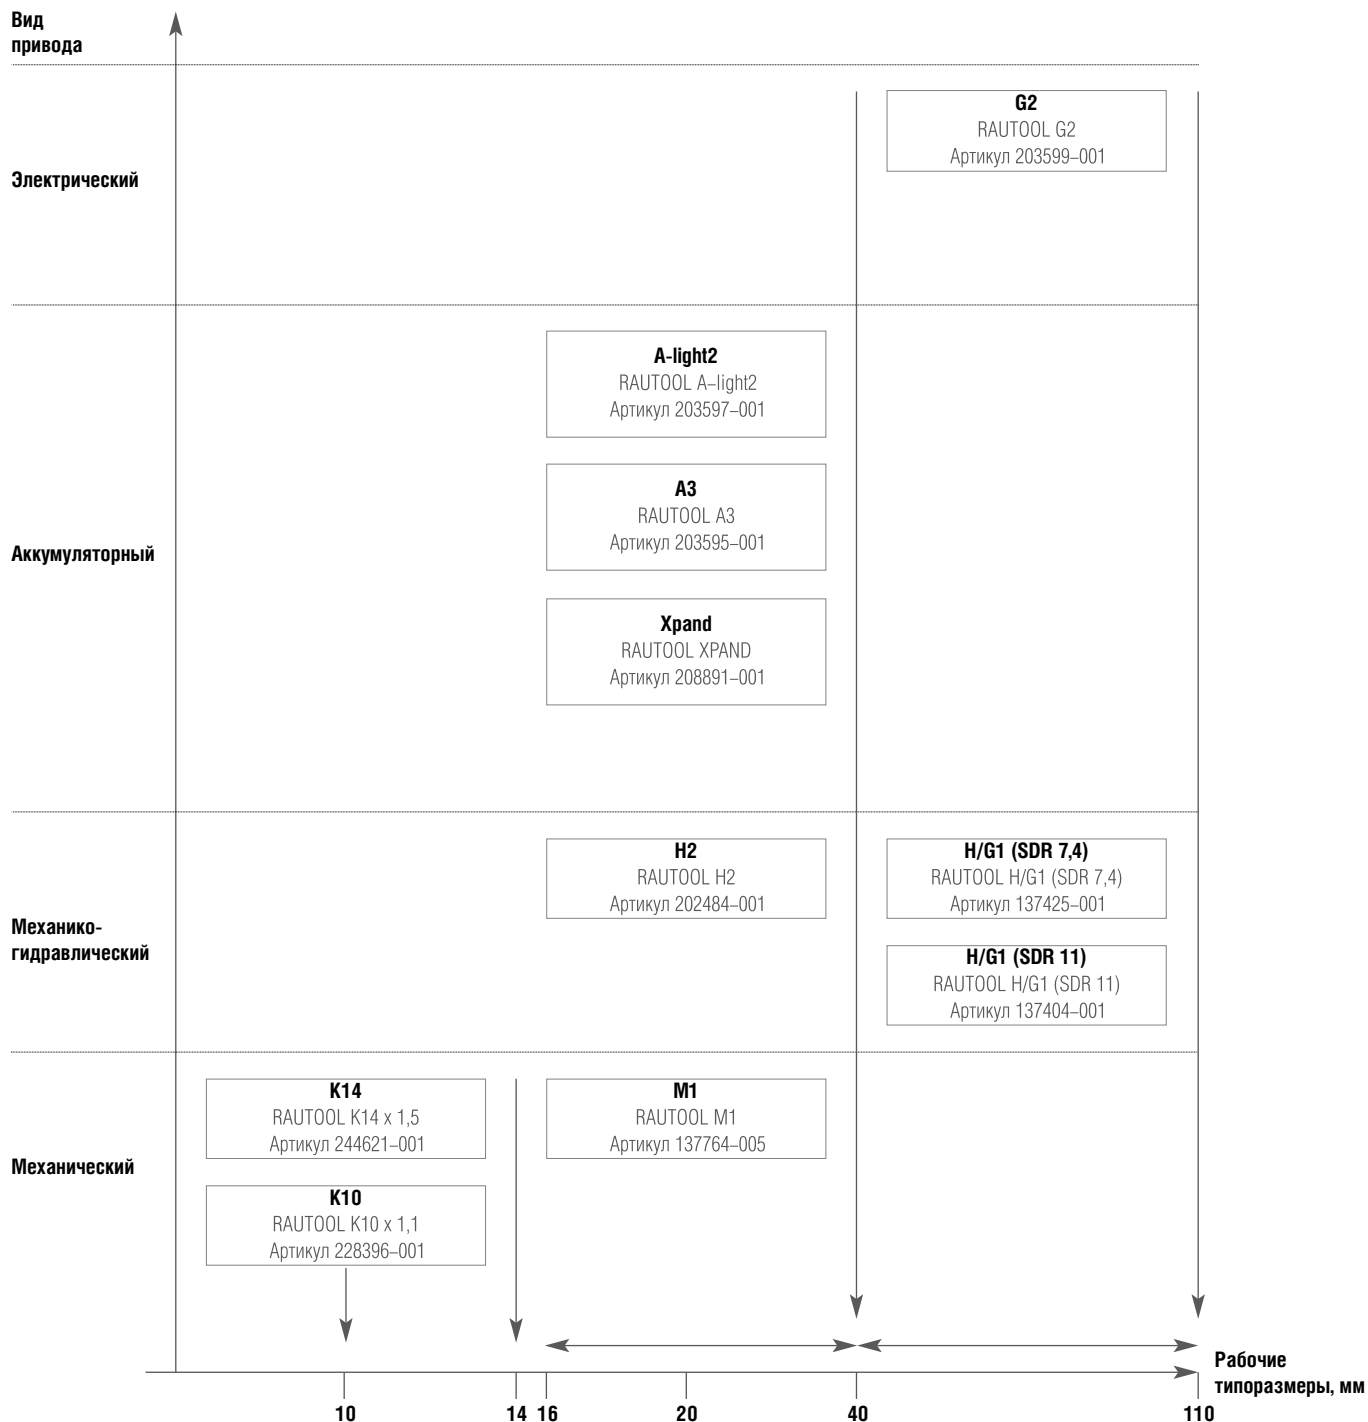 Вид
привода
G2
RAUTOOL G2
Артикул 203599–001
Электрический
A-light2
RAUTOOL A–light2
Артикул 203597–001
A3
RAUTOOL A3
Артикул 203595–001
Аккумуляторный
Xpand
RAUTOOL XPAND
Артикул 208891–001
H2
RAUTOOL H2
Артикул 202484–001
H/G1 (SDR 7,4)
RAUTOOL H/G1 (SDR 7,4)
Артикул 137425–001
Механико-
гидравлический
H/G1 (SDR 11)
RAUTOOL H/G1 (SDR 11)
Артикул 137404–001
K14
RAUTOOL K14 x 1,5
Артикул 244621–001
M1
RAUTOOL M1
Артикул 137764–005
Механический
K10
RAUTOOL K10 x 1,1
Артикул 228396–001
Рабочие
типоразмеры, мм
10 14 16 20 40 110